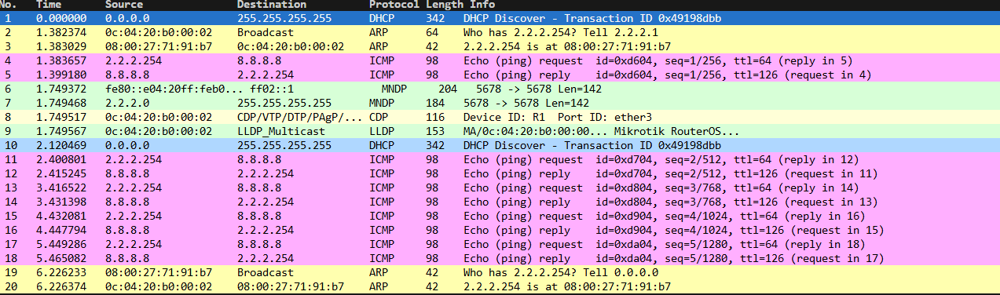 No. Time Source Destination Protocol Length Info
1 0.000000 0.0.0.0 255.255.255.255 DHCP 342 DHCP Discover - Transaction ID 0x49198dbb
2 1.382374 0c:04:20:b0:00:02 Broadcast ARP 64 Who has 2.2.2.254? Tell 2.2.2.1
3 1.383029 08:00:27:71:91:b7 0c:04:20:b0:00:02 ARP 42 2.2.2.254 is at 08:00:27:71:91:b7
4 1.383657 2.2.2.254 8.8.8.8 ICMP 98 Echo (ping) request id=0xd604, seq=1/256, ttl=64 (reply in 5)
5 1.399180 8.8.8.8 2.2.2.254 ICMP 98 Echo (ping) reply id=0xd604, seq=1/256, ttl=126 (request in 4)
6 1.749372 fe80::e04:20ff:feb0... ff02::1 MNDP 204 5678 -> 5678 Len=142
7 1.749468 2.2.2.0 255.255.255.255 MNDP 184 5678 -> 5678 Len=142
8 1.749517 0c:04:20:b0:00:02 CDP/VTP/DTP/PAgP/... CDP 116 Device ID: R1 Port ID: ether3
9 1.749567 0c:04:20:b0:00:02 LLDP_Multicast LLDP 153 MA/0c:04:20:b0:00:00... Mikrotik RouterOS...
10 2.120469 0.0.0.0 255.255.255.255 DHCP 342 DHCP Discover - Transaction ID 0x49198dbb
11 2.400801 2.2.2.254 8.8.8.8 ICMP 98 Echo (ping) request id=0xd704, seq=2/512, ttl=64 (reply in 12)
12 2.415245 8.8.8.8 2.2.2.254 ICMP 98 Echo (ping) reply id=0xd704, seq=2/512, ttl=126 (request in 11)
13 3.416522 2.2.2.254 8.8.8.8 ICMP 98 Echo (ping) request id=0xd804, seq=3/768, ttl=64 (reply in 14)
14 3.431398 8.8.8.8 2.2.2.254 ICMP 98 Echo (ping) reply id=0xd804, seq=3/768, ttl=126 (request in 13)
15 4.432081 2.2.2.254 8.8.8.8 ICMP 98 Echo (ping) request id=0xd904, seq=4/1024, ttl=64 (reply in 16)
16 4.447794 8.8.8.8 2.2.2.254 ICMP 98 Echo (ping) reply id=0xd904, seq=4/1024, ttl=126 (request in 15)
17 5.449286 2.2.2.254 8.8.8.8 ICMP 98 Echo (ping) request id=0xda04, seq=5/1280, ttl=64 (reply in 18)
18 5.465082 8.8.8.8 2.2.2.254 ICMP 98 Echo (ping) reply id=0xda04, seq=5/1280, ttl=126 (request in 17)
19 6.226233 08:00:27:71:91:b7 Broadcast ARP 42 Who has 2.2.2.254? Tell 0.0.0.0
20 6.226374 0c:04:20:b0:00:02 08:00:27:71:91:b7 ARP 42 2.2.2.254 is at 08:00:27:71:91:b7